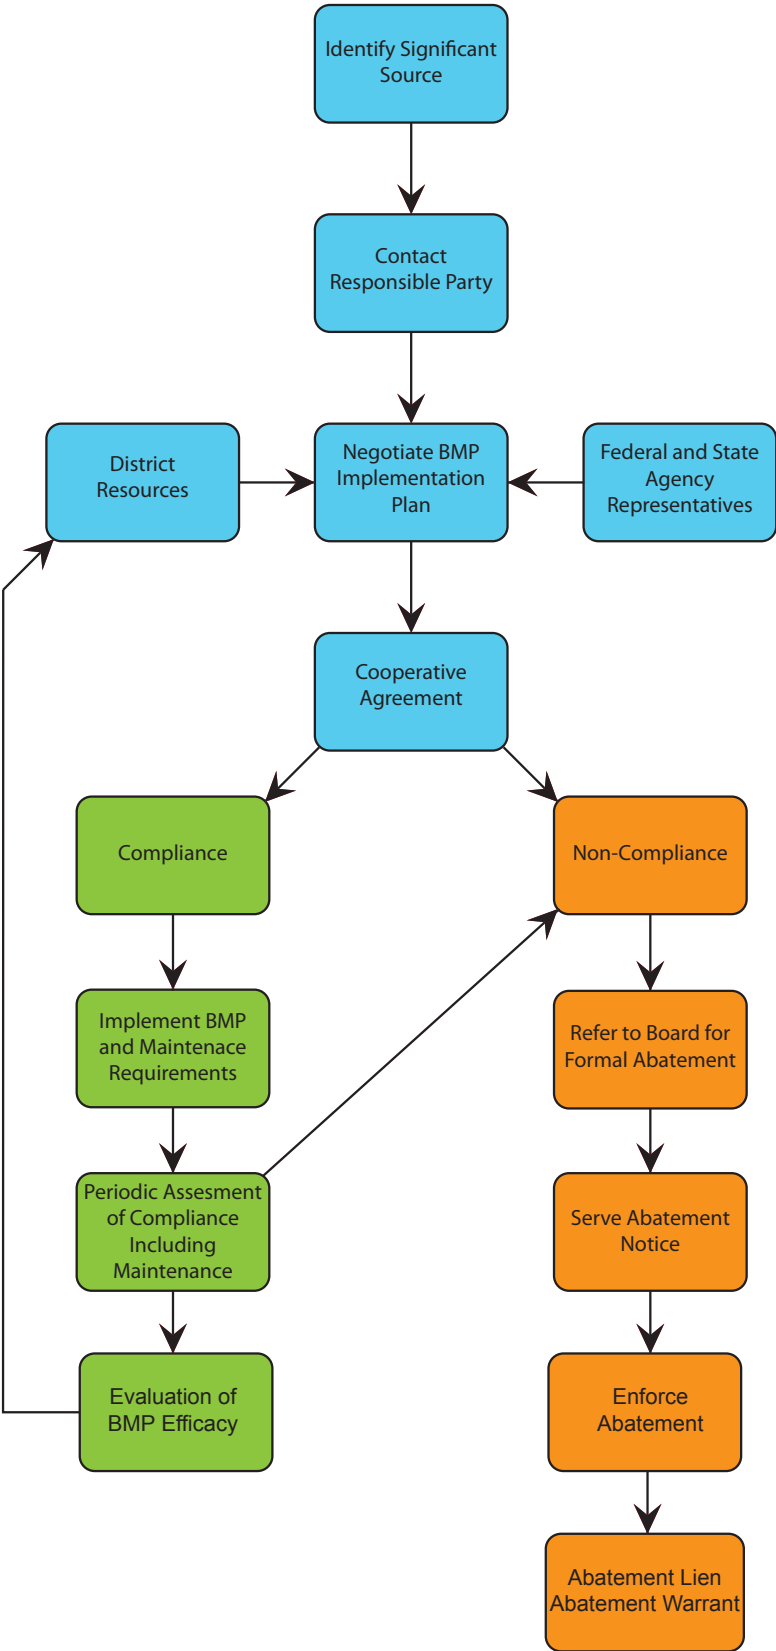 Identify Significant
Source
Contact
Responsible Party
District
Resources
Negotiate BMP
Implementation
Plan
Federal and State
Agency
Representatives
Cooperative
Agreement
Compliance
Non-Compliance
Implement BMP
and Maintenace
Requirements
Refer to Board for
Formal Abatement
Periodic Assesment
of Compliance
Including
Maintenance
Serve Abatement
Notice
Evaluation of
BMP Efficacy
Enforce
Abatement
Abatement Lien
Abatement Warrant